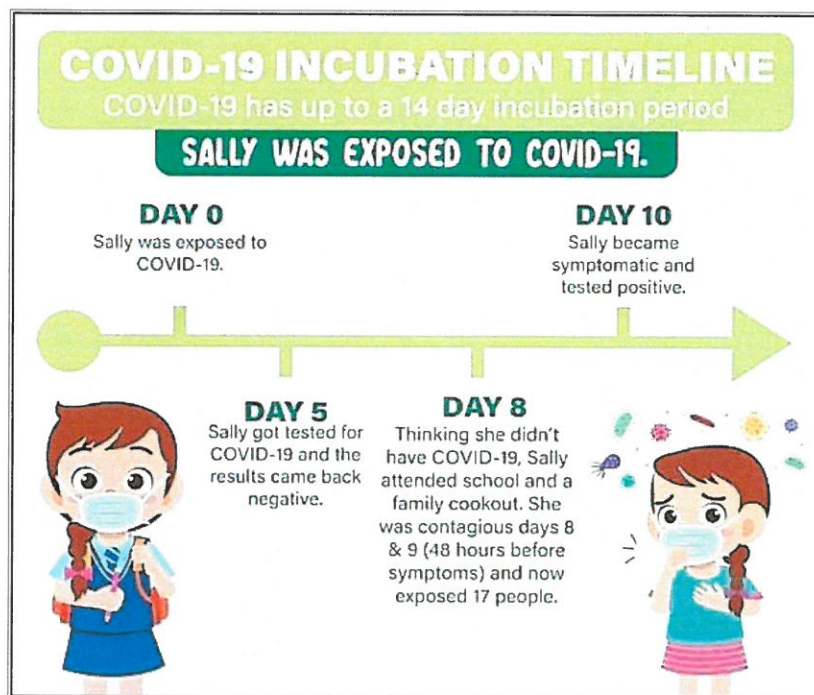 COVID-19 INCUBATION TIMELINE
COVID-19 has up to a 14 day incubation period
SALLY WAS EXPOSED TO COVID-19.
DAY 0
Sally was exposed to
COVID-19.
DAY 10
Sally became
symptomatic and
tested positive.
DAY 5
Sally got tested for
COVID-19 and the
results came back
negative.
DAY 8
Thinking she didn't
have COVID-19, Sally
attended school and a
family cookout. She
was contagious days 8
& 9 (48 hours before
symptoms) and now
exposed 17 people.